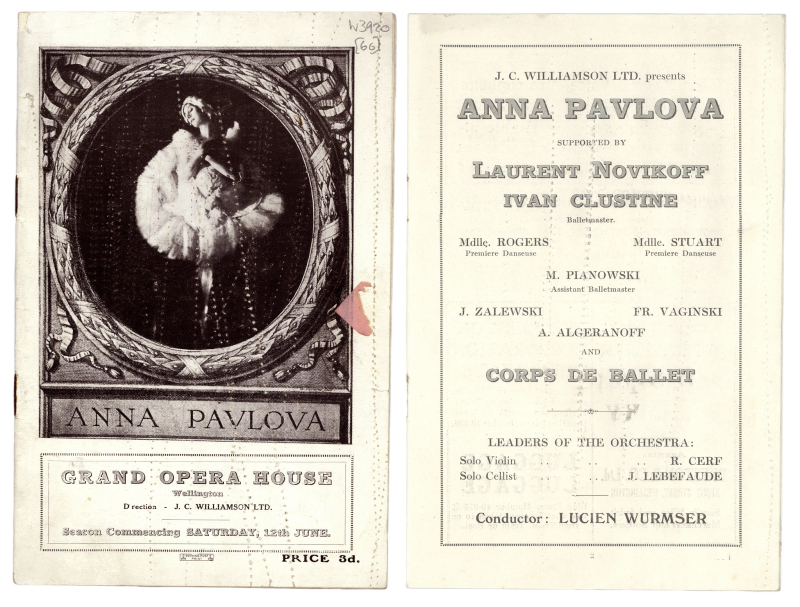 W3920
[66]
ANNA PAVLOVA
GRAND OPERA HOUSE
Wellington
Direction - J. C. WILLIAMSON LTD.
Season Commencing SATURDAY, 12th JUNE.
PRICE 3d.
J. C. WILLIAMSON LTD. presents
ANNA PAVLOVA
SUPPORTED BY
LAURENT NOVIKOFF
IVAN CLUSTINE
Balletmaster.
Mdlle. ROGERS Mdlle. STUART
Premiere Danseuse Premiere Danseuse
M. PIANOWSKI
Assistant Balletmaster
J. ZALEWSKI FR. VAGINSKI
A. ALGERANOFF
AND
CORPS DE BALLET
LEADERS OF THE ORCHESTRA:
Solo Violin .. .. R. CERF
Solo Cellist .. J. LEBEFAUDE
Conductor: LUCIEN WURMSER